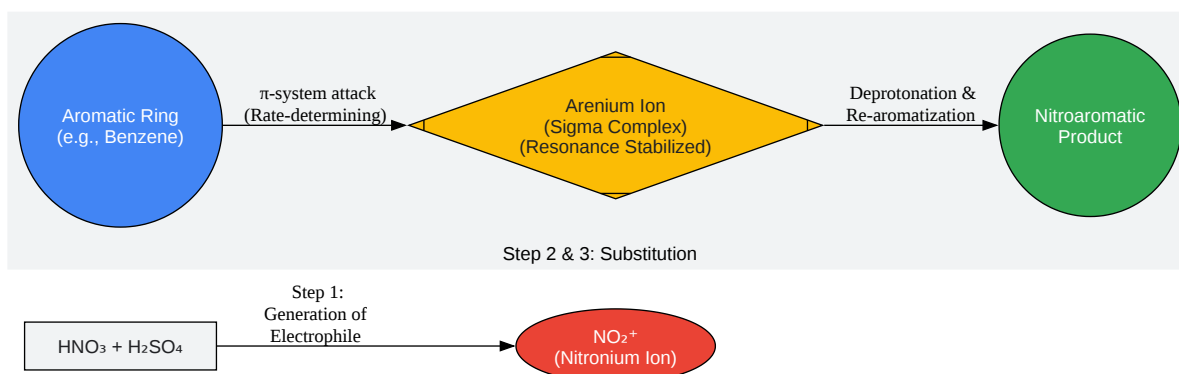 Aromatic Ring
(e.g., Benzene)
π-system attack
(Rate-determining)
Arenium Ion
(Sigma Complex)
(Resonance Stabilized)
Deprotonation &
Re-aromatization
Nitroaromatic
Product
Step 2 & 3: Substitution
HNO₃ + H₂SO₄
Step 1:
Generation of
Electrophile
NO₂⁺
(Nitronium Ion)